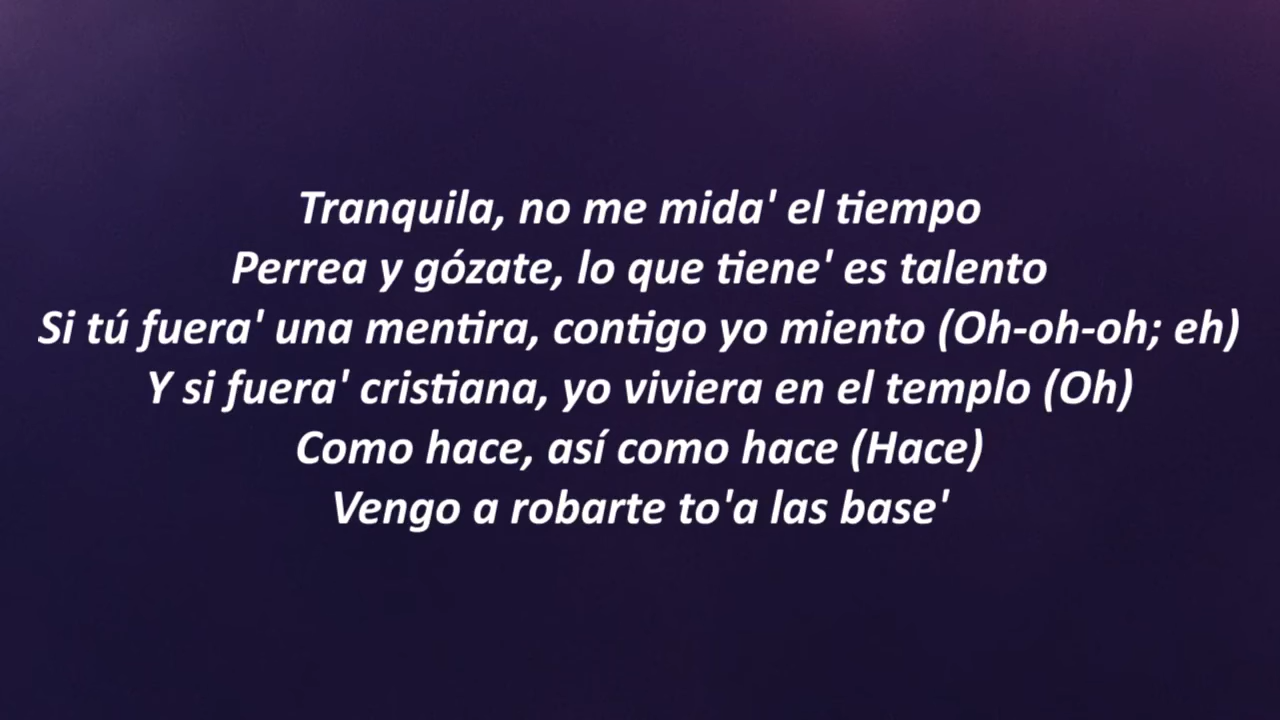 Tranquila, no me mida' el tiempo
Perrea y gózate, lo que tiene' es talento
Si tú fuera' una mentira, contigo yo miento (Oh-oh-oh; eh)
Y si fuera' cristiana, yo viviera en el templo (Oh)
Como hace, así como hace (Hace)
Vengo a robarte to'a las base'